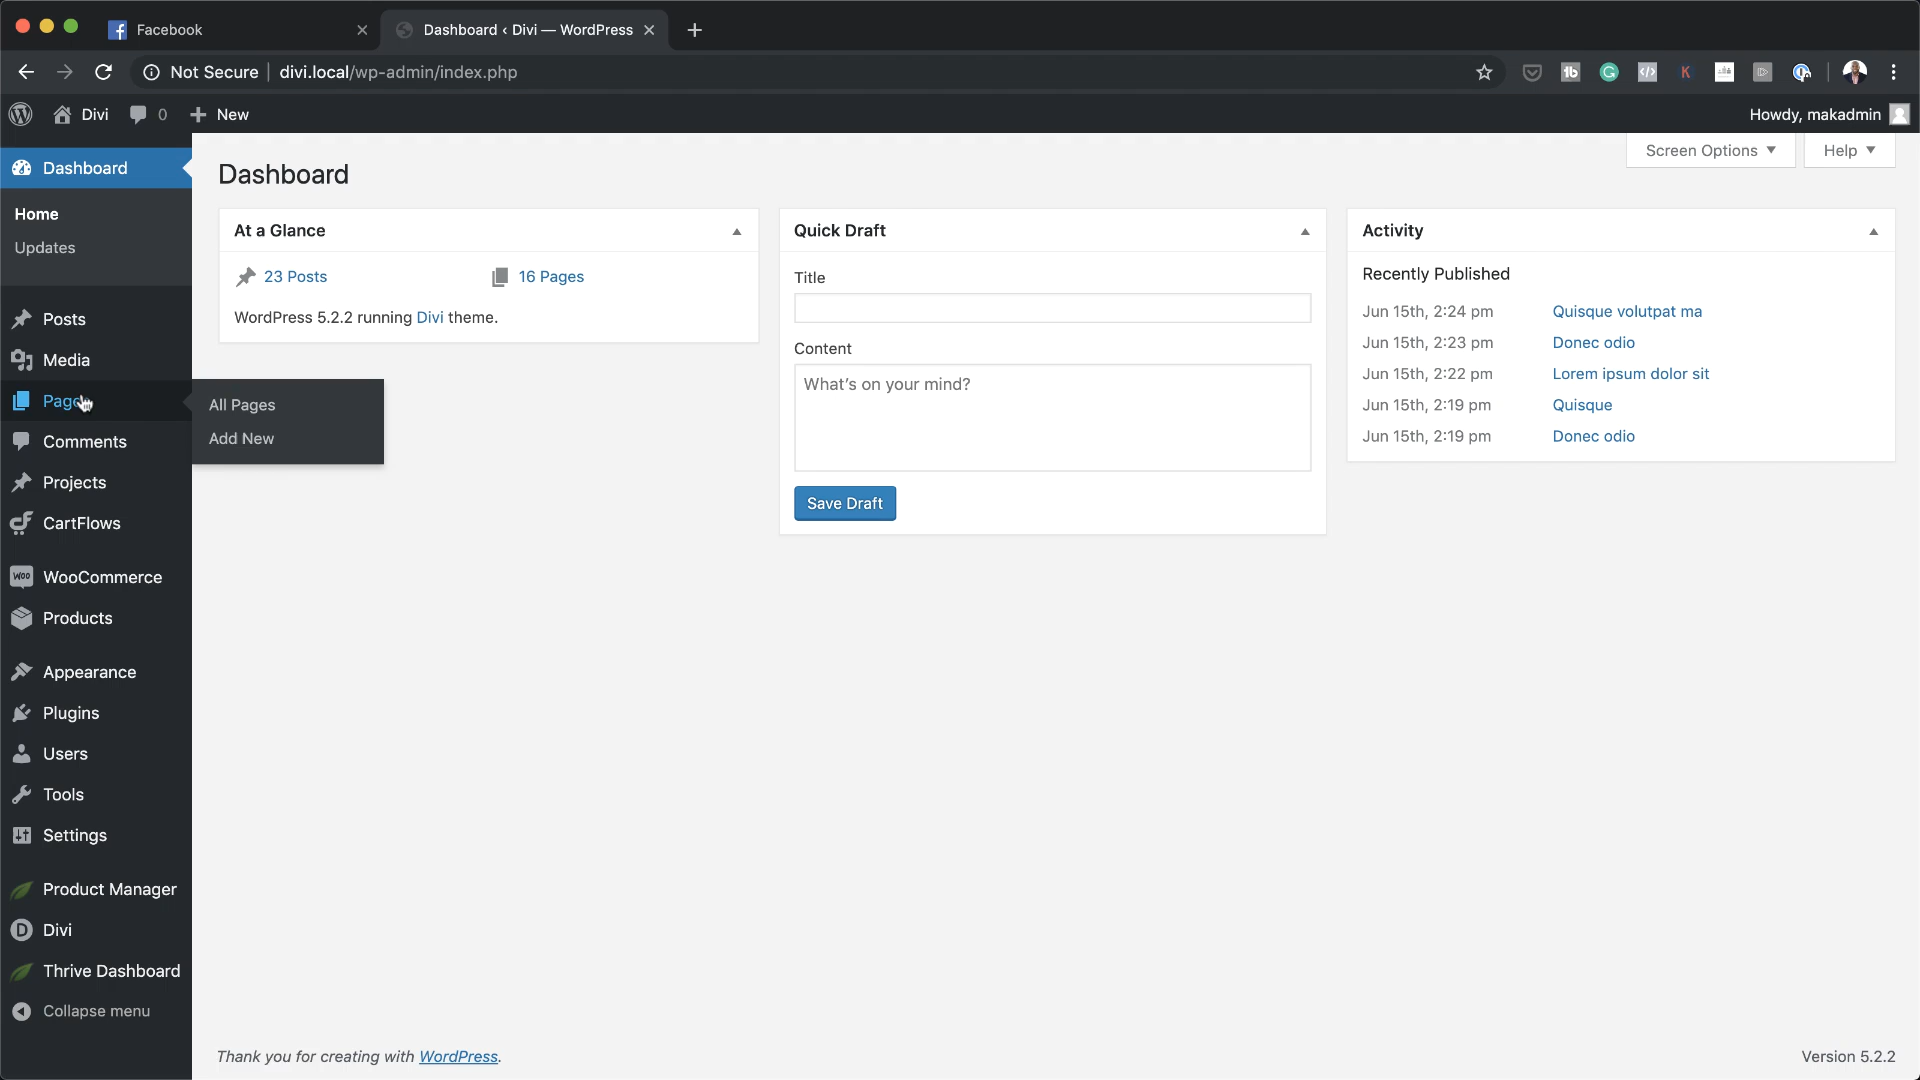 Facebook
Dashboard ‹ Divi — WordPress
Not Secure
divi.local/wp-admin/index.php
Divi
0
New
Howdy, makadmin
Screen Options
Help
Dashboard
Home
Updates
Posts
Media
Pages
All Pages
Add New
Comments
Projects
CartFlows
WooCommerce
Products
Appearance
Plugins
Users
Tools
Settings
Product Manager
Divi
Thrive Dashboard
Collapse menu
Dashboard
At a Glance
23 Posts
16 Pages
WordPress 5.2.2 running Divi theme.
Quick Draft
Title
Content
What's on your mind?
Save Draft
Activity
Recently Published
Jun 15th, 2:24 pm Quisque volutpat ma
Jun 15th, 2:23 pm Donec odio
Jun 15th, 2:22 pm Lorem ipsum dolor sit
Jun 15th, 2:19 pm Quisque
Jun 15th, 2:19 pm Donec odio
Thank you for creating with WordPress.
Version 5.2.2